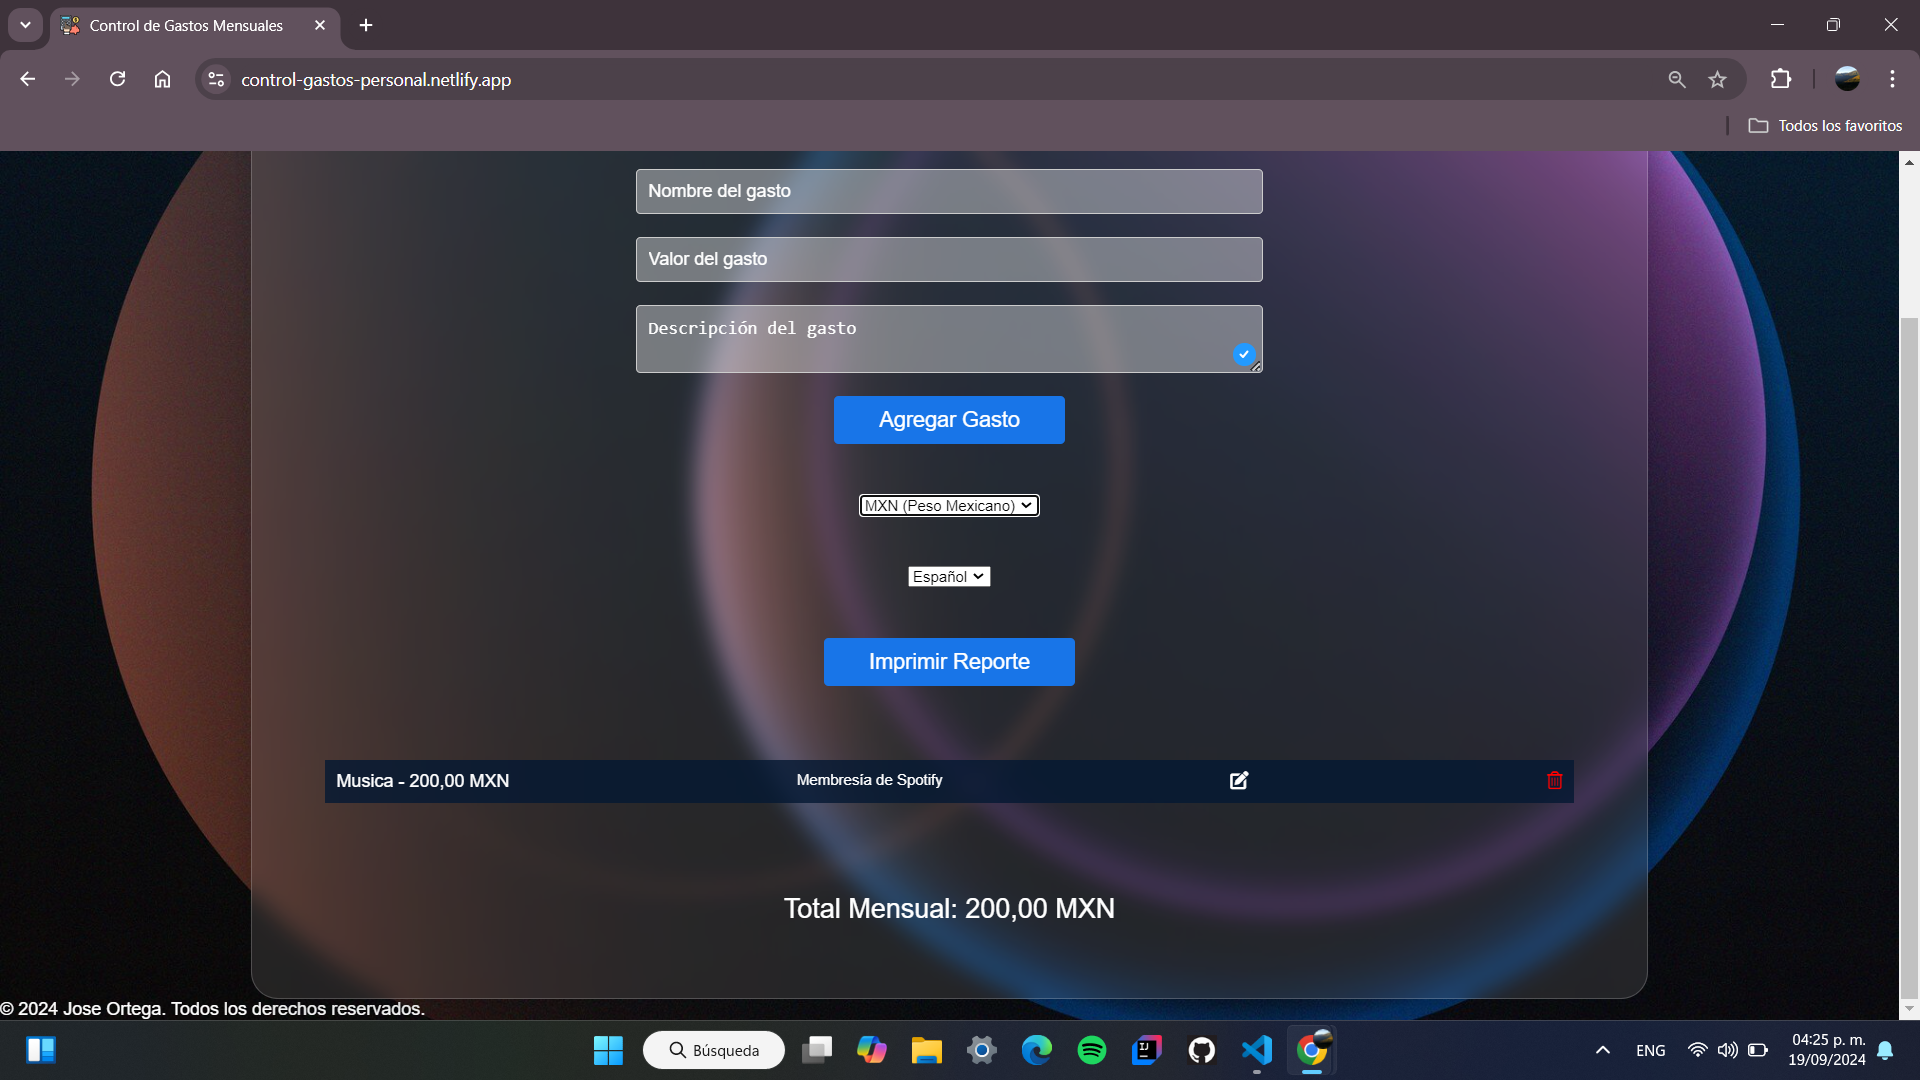 Control de Gastos Mensuales
control-gastos-personal.netlify.app
Todos los favoritos
Nombre del gasto
Valor del gasto
Descripción del gasto
Agregar Gasto
MXN (Peso Mexicano)
Español
Imprimir Reporte
Musica - 200,00 MXN
Membresía de Spotify
Total Mensual: 200,00 MXN
© 2024 Jose Ortega. Todos los derechos reservados.
Búsqueda
ENG
04:25 p. m.
19/09/2024